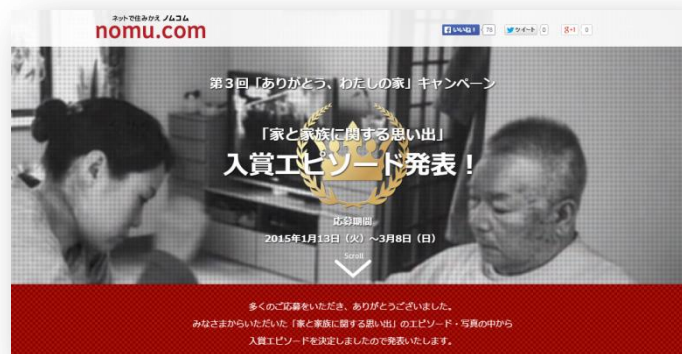 ネットで住みかえ ノムコム
nomu.com
いいね！ 78 ツイート 0 g+1 0
第3回「ありがとう、わたしの家」キャンペーン
「家と家族に関する思い出」
入賞エピソード発表！
応募期間
2015年1月13日（火）～3月8日（日）
Scroll
多くのご応募をいただき、ありがとうございました。
みなさまからいただいた「家と家族に関する思い出」のエピソード・写真の中から
入賞エピソードを決定しましたので発表いたします。